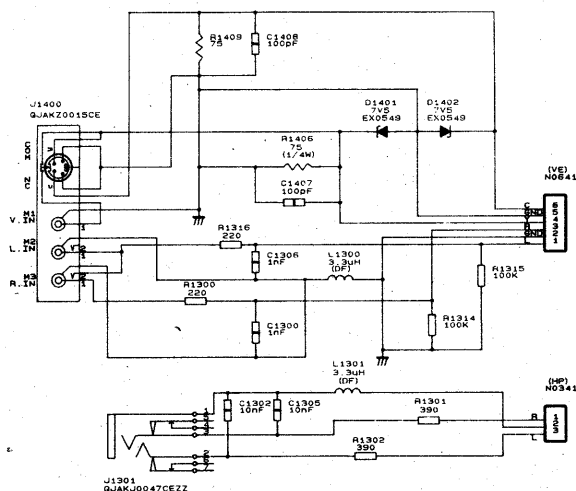 R1409
75
C1408
100pF
J1400
QJAKZ0015CE
D1401
7V5
EX0549
D1402
7V5
EX0549
R1406
75
(1/4W)
C1407
100pF
(VE)
N0641
6
5
4
3
2
1
COM
NC
Y
C
M1
V.IN
M2
L.IN
M3
R.IN
R1316
220
C1306
1nF
L1300
3.3uH
(DF)
R1315
100K
R1300
220
C1300
1nF
R1314
100K
L1301
3.3uH
(DF)
C1302
10nF
C1305
10nF
R1301
390
R1302
390
(HP)
N0341
R
L
1
2
3
J1301
QJAKJ0047CEZZ